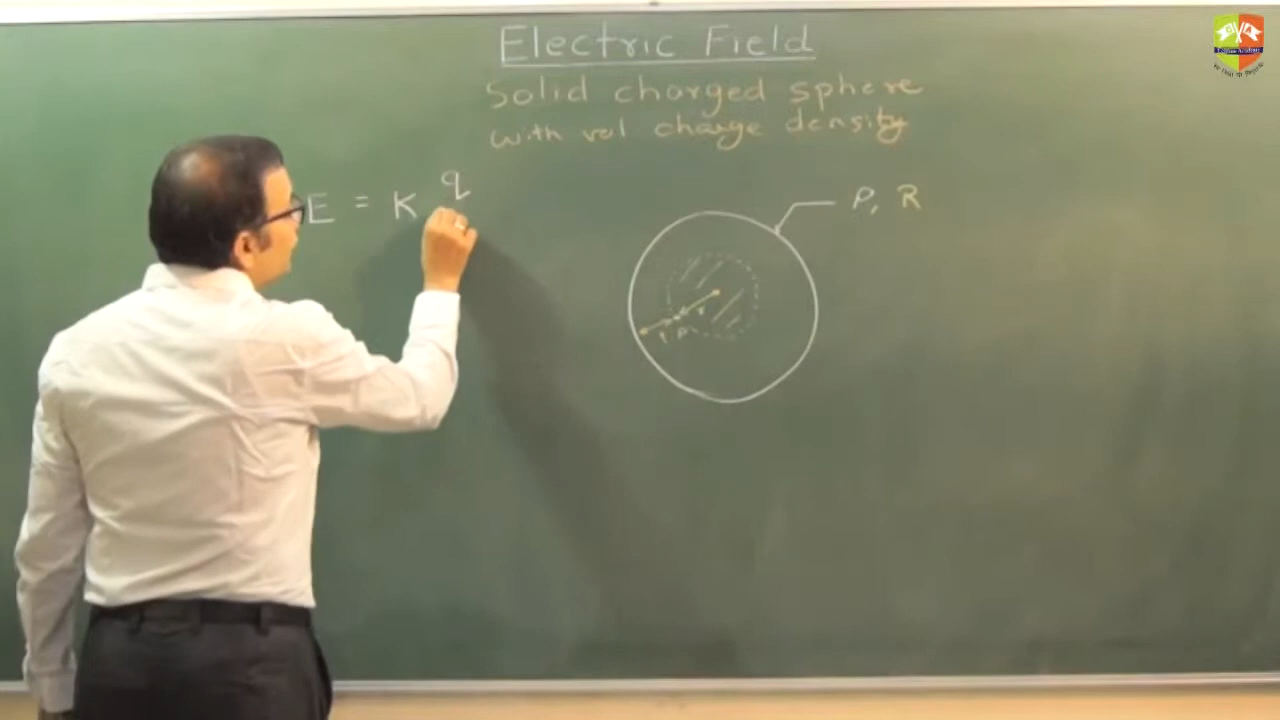 Electric Field
Solid charged sphere
with vol charge density
E = K q
ρ, R
r
r P